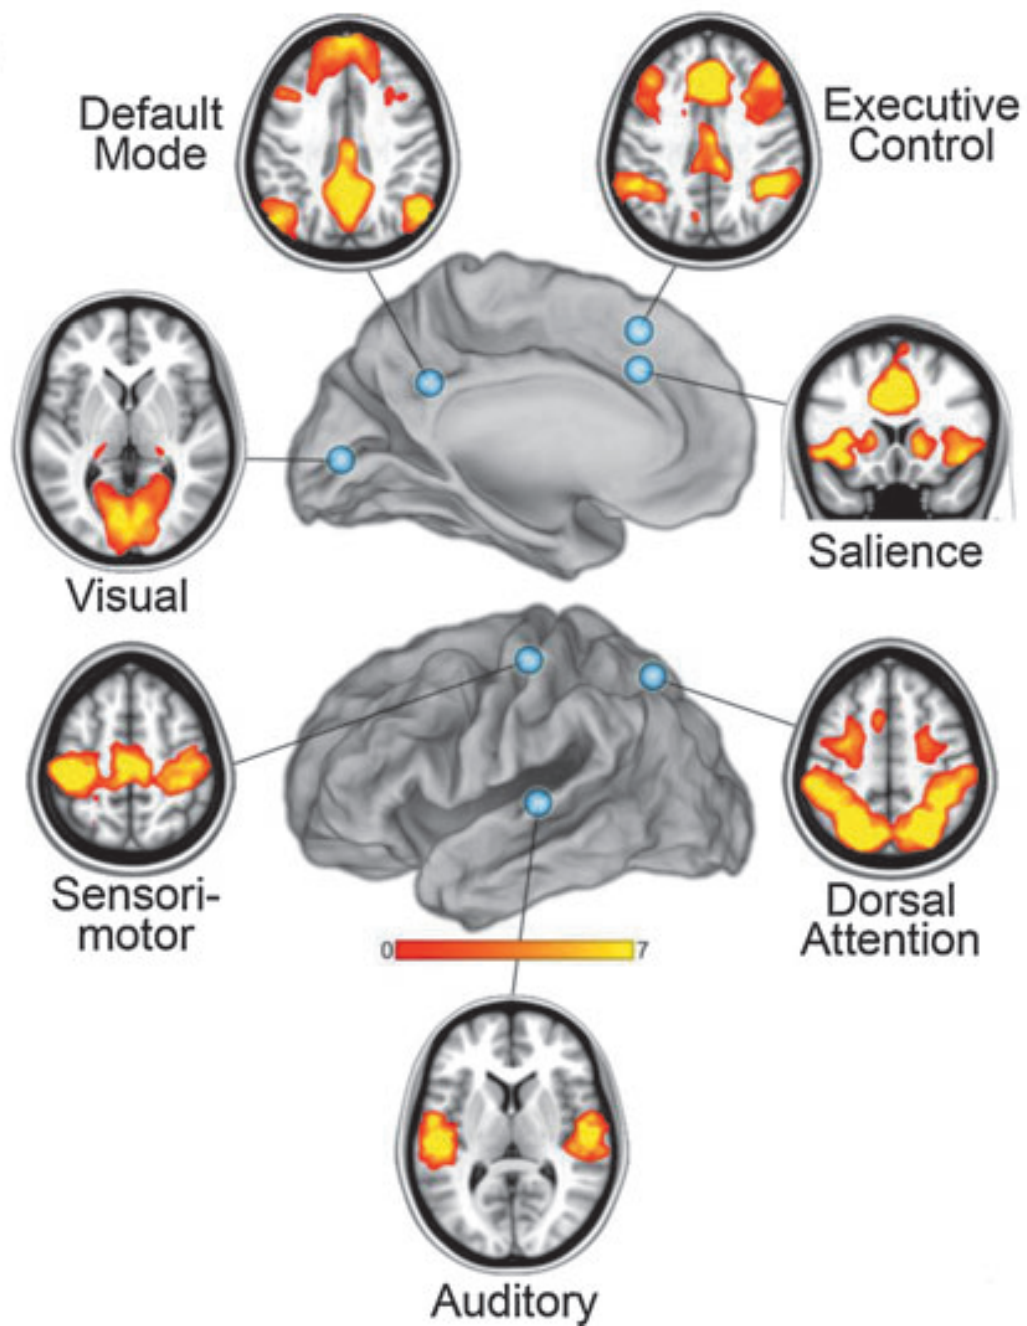 Default
Mode
Executive
Control
Visual
Salience
Sensori-
motor
Dorsal
Attention
0
7
Auditory